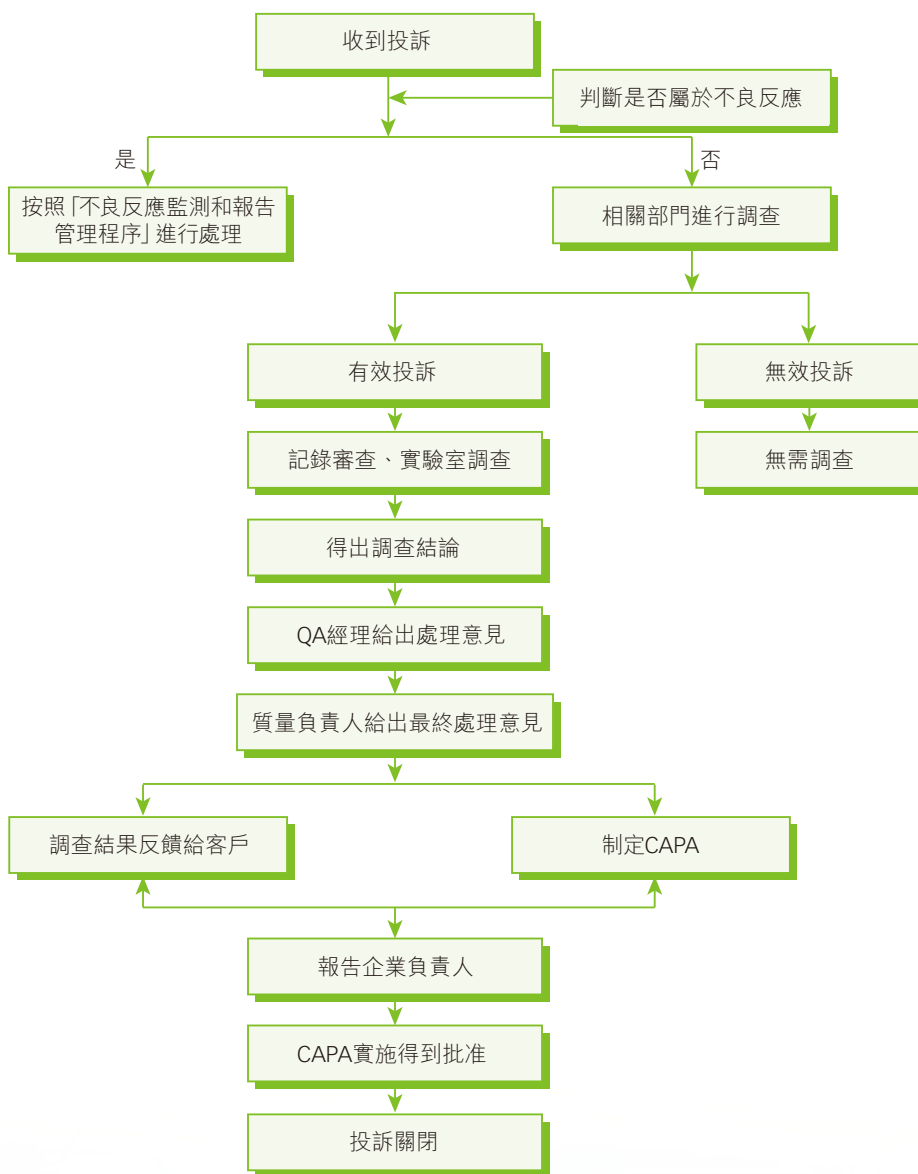 收到投訴
判斷是否屬於不良反應
是
否
按照「不良反應監測和報告
管理程序」進行處理
相關部門進行調查
有效投訴
無效投訴
記錄審查、實驗室調查
無需調查
得出調查結論
QA經理給出處理意見
質量負責人給出最終處理意見
調查結果反饋給客戶
制定CAPA
報告企業負責人
CAPA實施得到批准
投訴關閉